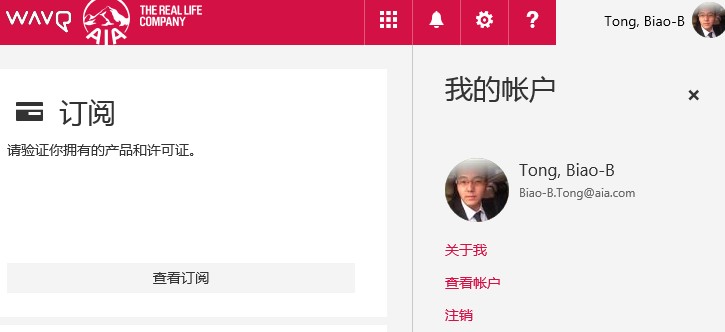 WAVQ
AIA
THE REAL LIFE
COMPANY
Tong, Biao-B
订阅
请验证你拥有的产品和许可证。
查看订阅
我的帐户
Tong, Biao-B
Biao-B.Tong@aia.com
关于我
查看帐户
注销